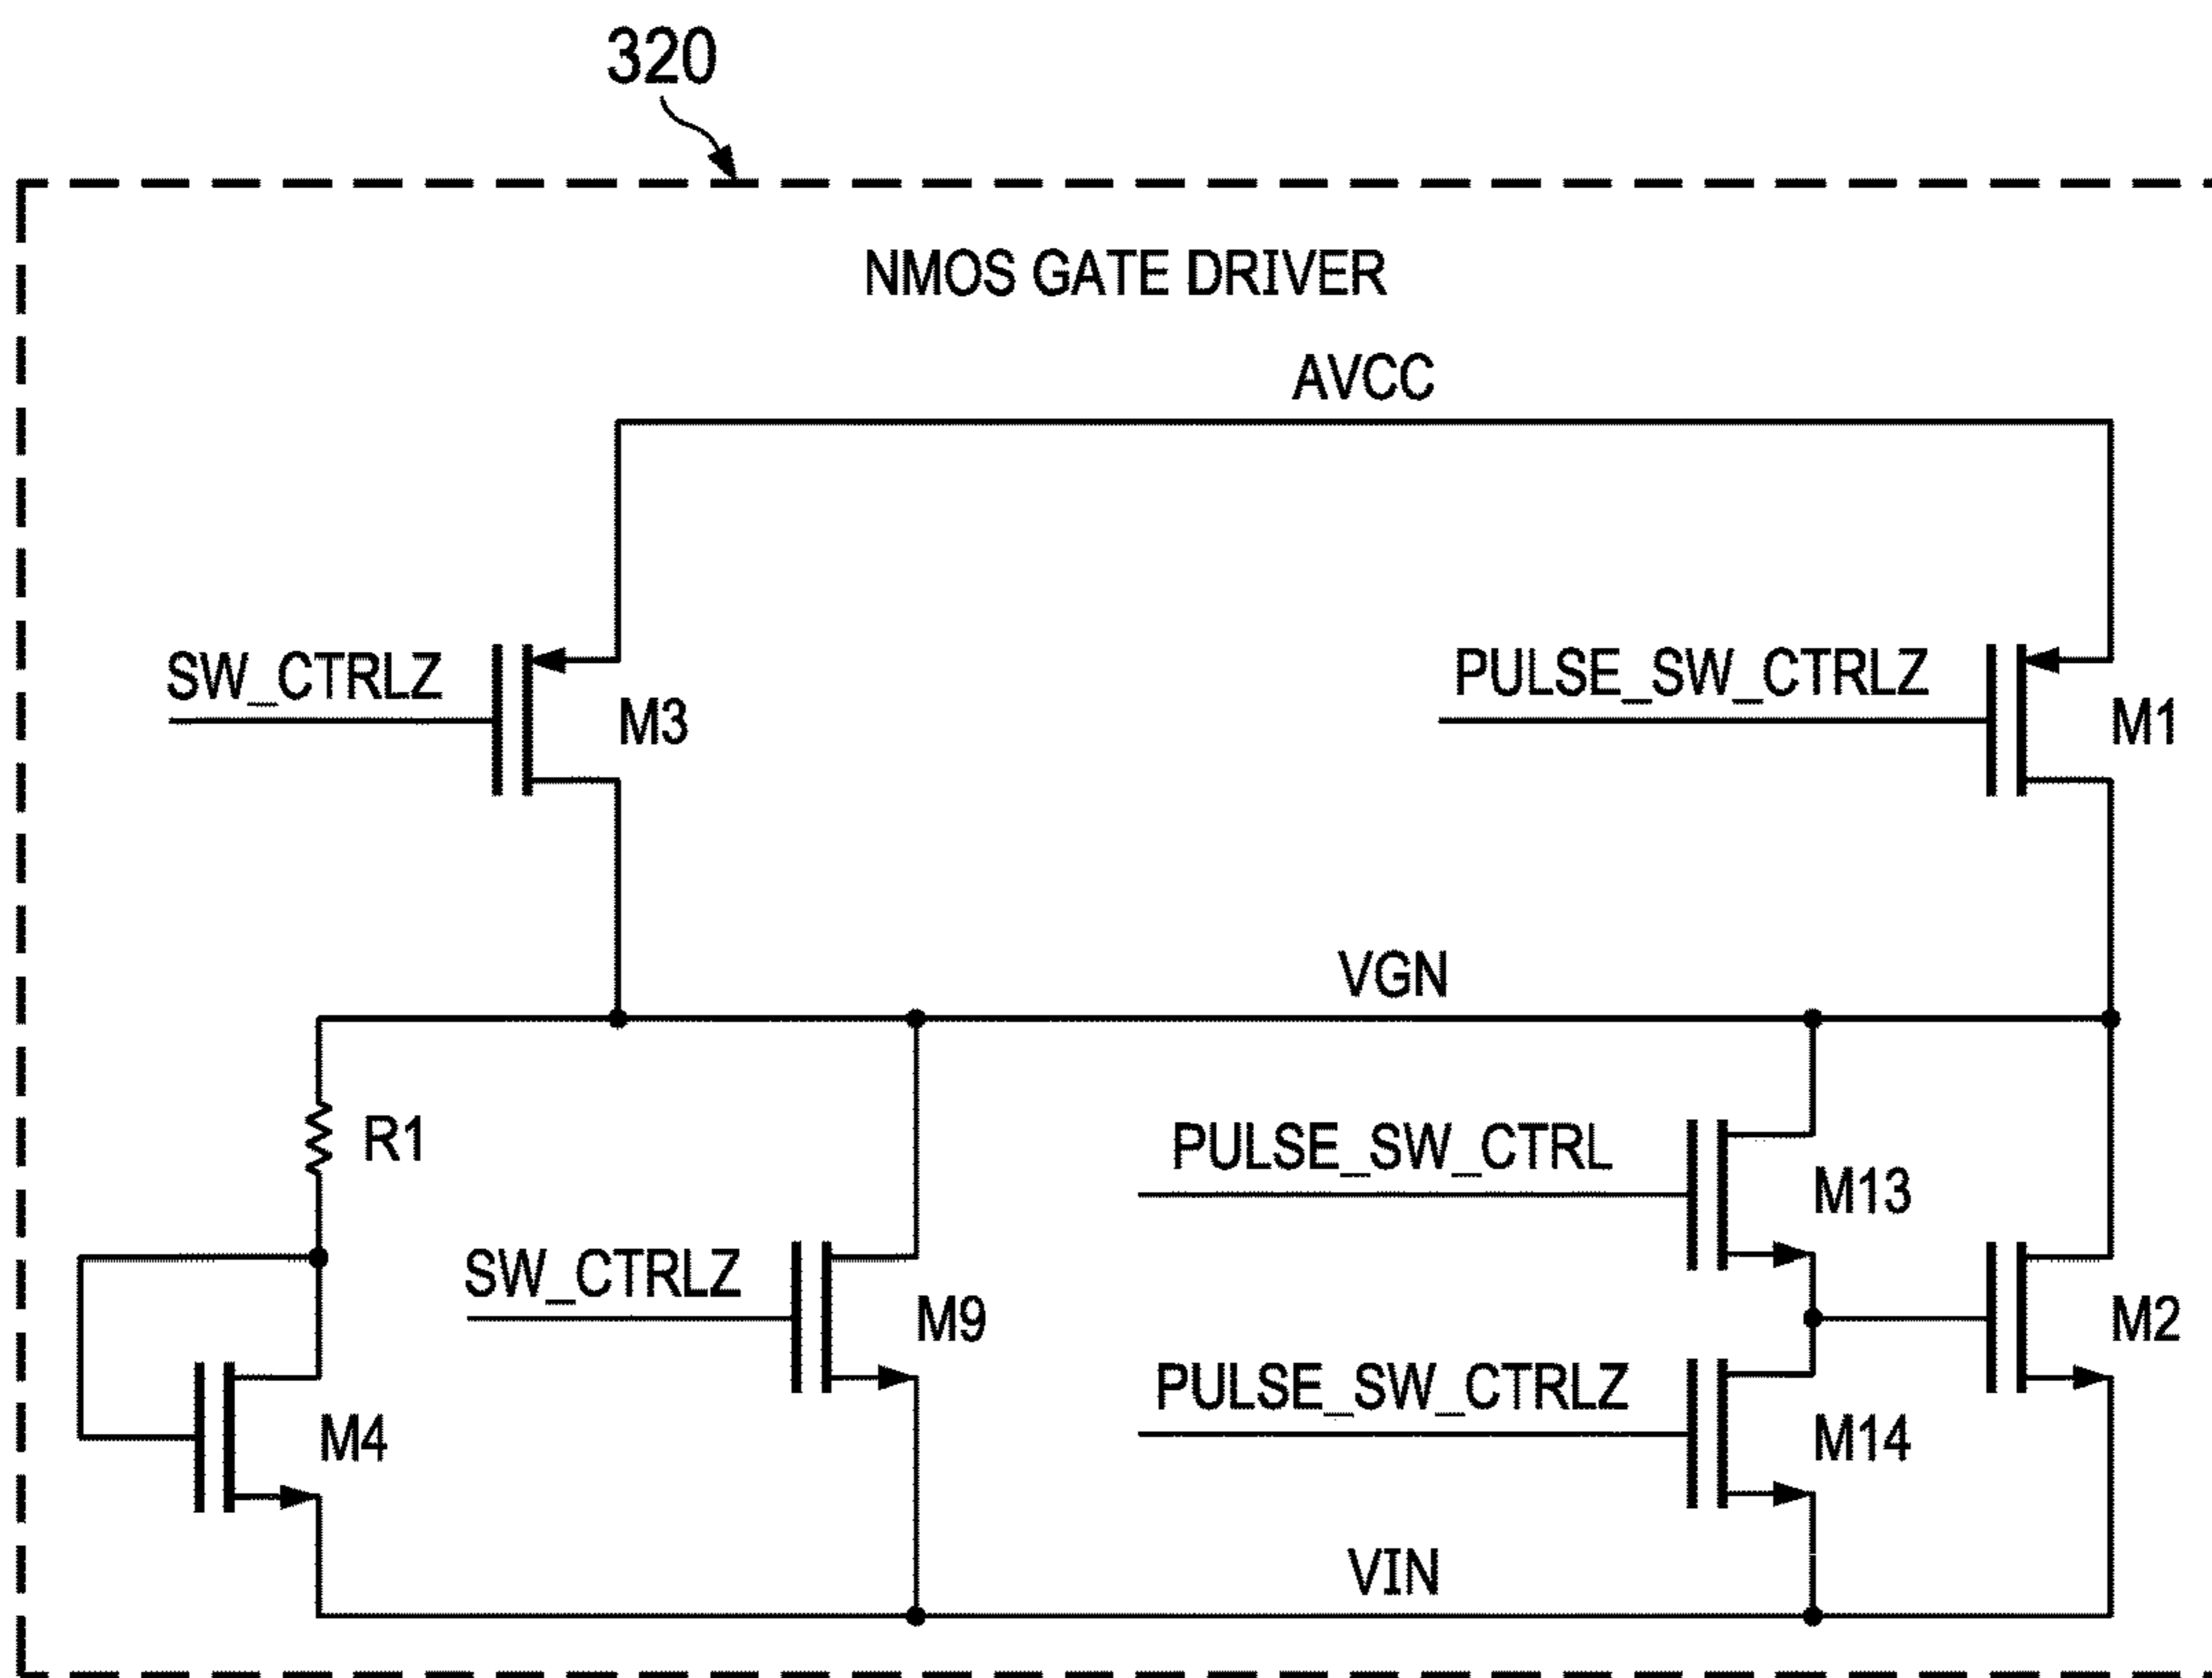 320
NMOS GATE DRIVER
AVCC
SW_CTRLZ
M3
PULSE_SW_CTRLZ
M1
VGN
R1
PULSE_SW_CTRL
M13
SW_CTRLZ
M9
M2
PULSE_SW_CTRLZ
M14
M4
VIN